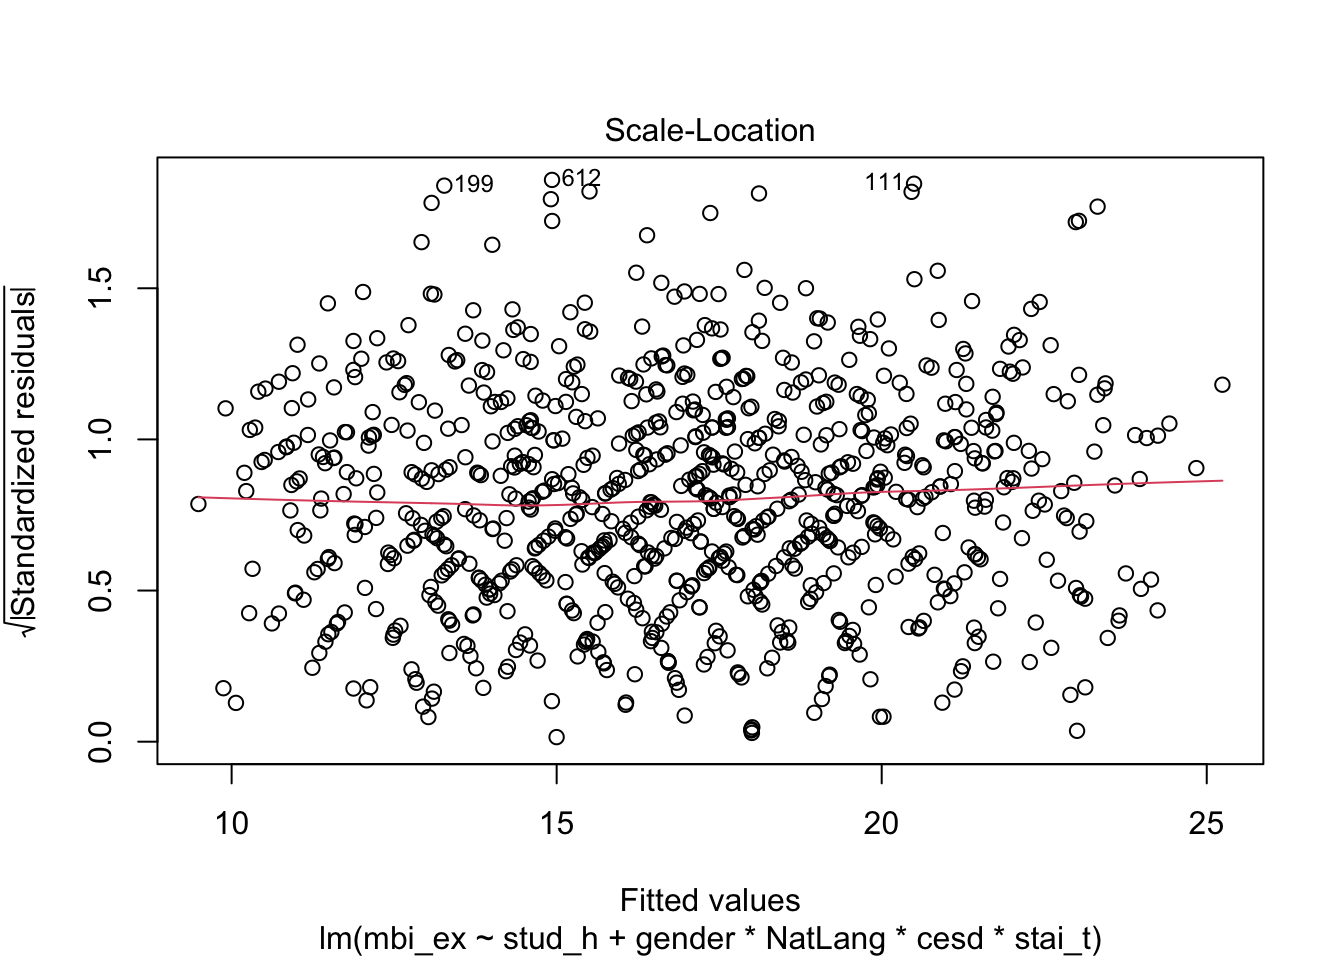 Scale-Location
199
612
111
√|Standardized residuals|
1.5
1.0
0.5
0.0
10 15 20 25
Fitted values
lm(mbi_ex ~ stud_h + gender * NatLang * cesd * stai_t)